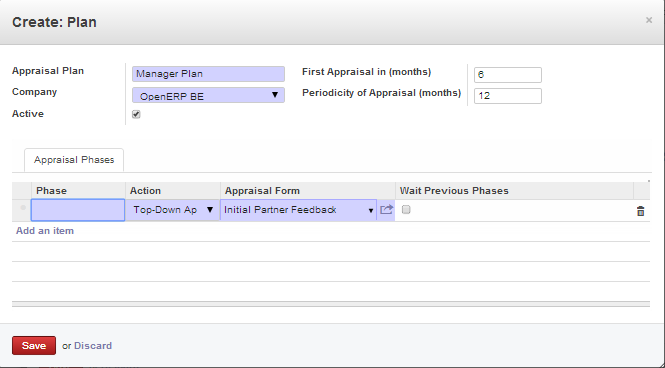 Create: Plan ×
Appraisal Plan Manager Plan First Appraisal in (months) 6
Company OpenERP BE Periodicity of Appraisal (months) 12
Active
Appraisal Phases
Phase Action Appraisal Form Wait Previous Phases
Top-Down Ap Initial Partner Feedback
Add an item
Save or Discard